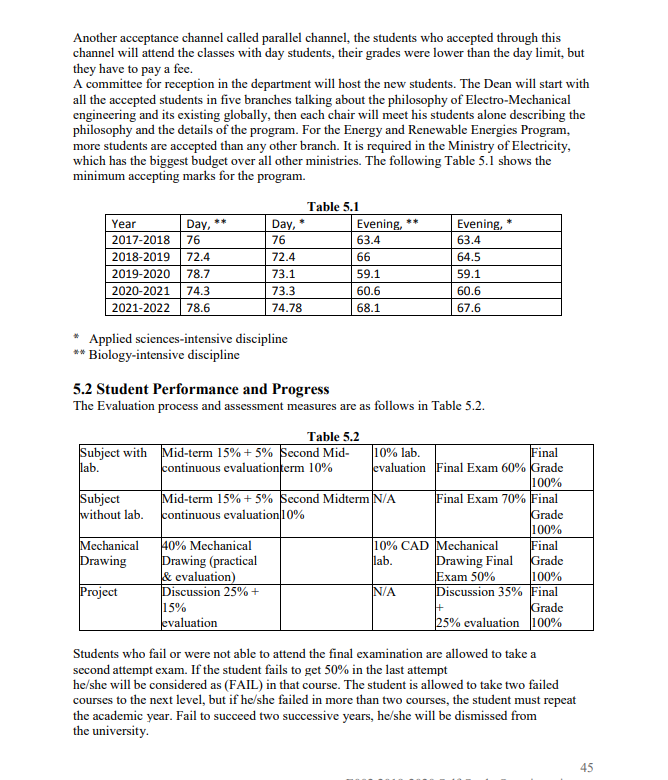 Another acceptance channel called parallel channel, the students who accepted through this
channel will attend the classes with day students, their grades were lower than the day limit, but
they have to pay a fee.
A committee for reception in the department will host the new students. The Dean will start with
all the accepted students in five branches talking about the philosophy of Electro-Mechanical
engineering and its existing globally, then each chair will meet his students alone describing the
philosophy and the details of the program. For the Energy and Renewable Energies Program,
more students are accepted than any other branch. It is required in the Ministry of Electricity,
which has the biggest budget over all other ministries. The following Table 5.1 shows the
minimum accepting marks for the program.
Table 5.1
Year Day, ** Day, * Evening, ** Evening, *
2017-2018 76 76 63.4 63.4
2018-2019 72.4 72.4 66 64.5
2019-2020 78.7 73.1 59.1 59.1
2020-2021 74.3 73.3 60.6 60.6
2021-2022 78.6 74.78 68.1 67.6
* Applied sciences-intensive discipline
** Biology-intensive discipline
5.2 Student Performance and Progress
The Evaluation process and assessment measures are as follows in Table 5.2.
Table 5.2
Subject with Mid-term 15% + 5% Second Mid- 10% lab. Final
lab. continuous evaluation term 10% evaluation Final Exam 60% Grade
100%
Subject Mid-term 15% + 5% Second Midterm N/A Final Exam 70% Final
without lab. continuous evaluation 10% Grade
100%
Mechanical 40% Mechanical 10% CAD Mechanical Final
Drawing Drawing (practical lab. Drawing Final Grade
& evaluation) Exam 50% 100%
Project Discussion 25% + N/A Discussion 35% Final
15% + Grade
evaluation 25% evaluation 100%
Students who fail or were not able to attend the final examination are allowed to take a
second attempt exam. If the student fails to get 50% in the last attempt
he/she will be considered as (FAIL) in that course. The student is allowed to take two failed
courses to the next level, but if he/she failed in more than two courses, the student must repeat
the academic year. Fail to succeed two successive years, he/she will be dismissed from
the university.
45